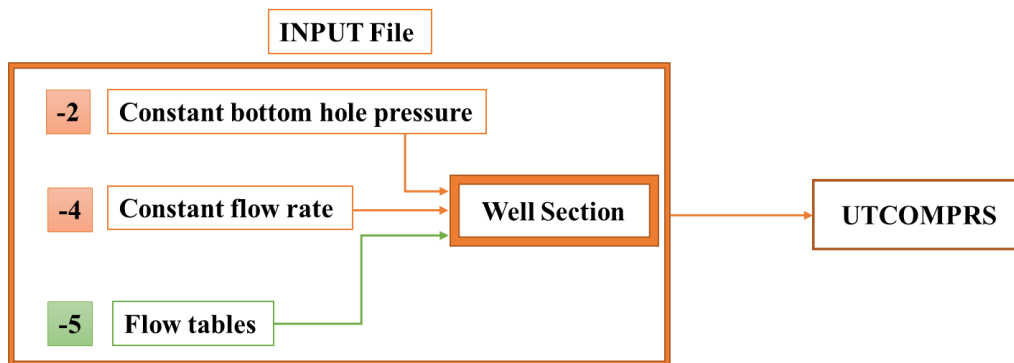 INPUT File
-2
Constant bottom hole pressure
-4
Constant flow rate
Well Section
UTCOMPRS
-5
Flow tables